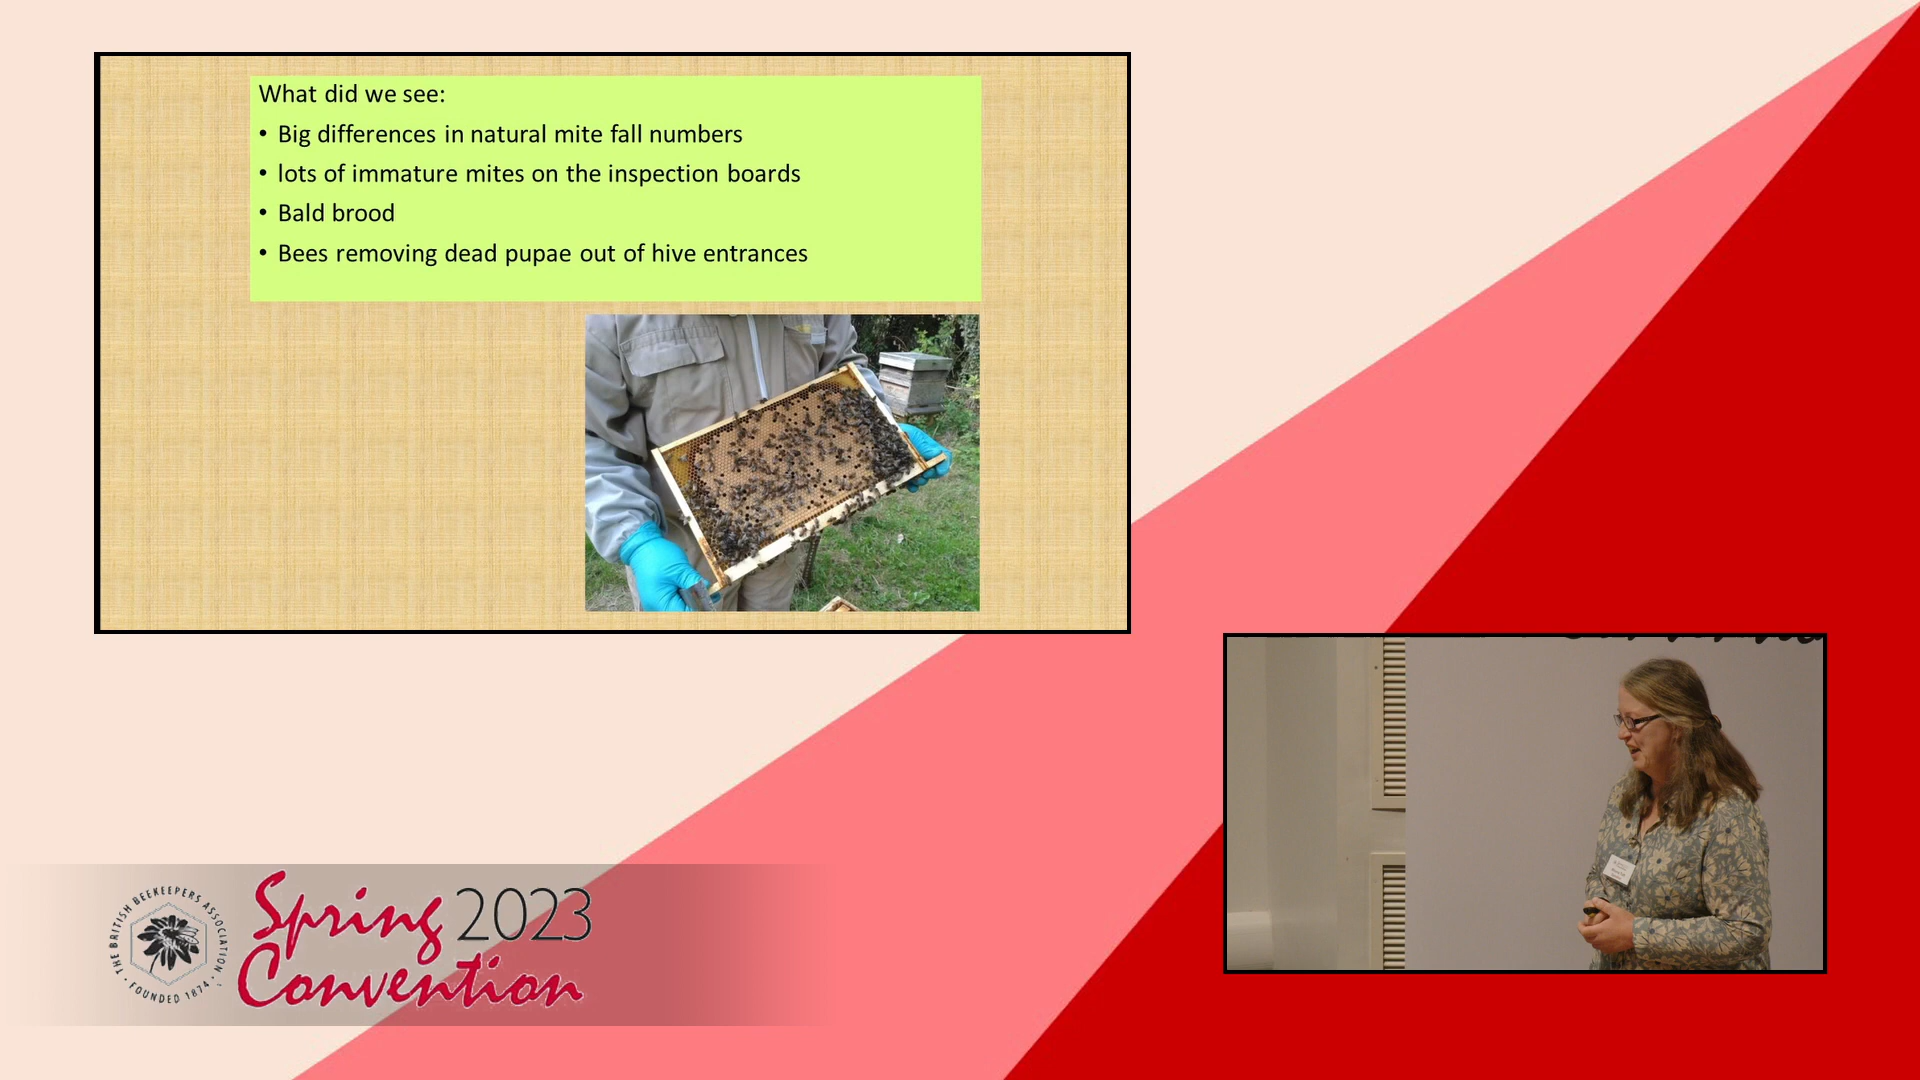 What did we see:
• Big differences in natural mite fall numbers
• lots of immature mites on the inspection boards
• Bald brood
• Bees removing dead pupae out of hive entrances
THE BRITISH BEEKEEPERS ASSOCIATION
FOUNDED 1874
Spring 2023
Convention